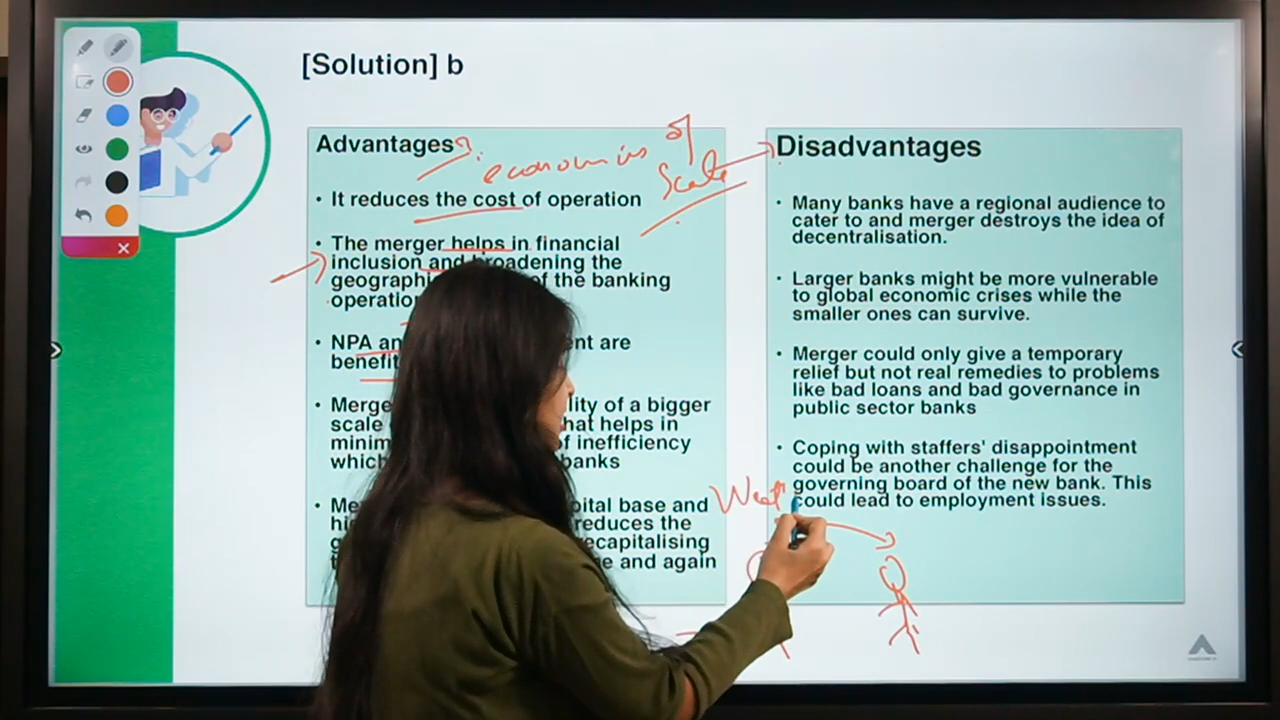 [Solution] b
Advantages
economies of
Scale
• It reduces the cost of operation
• The merger helps in financial
inclusion and broadening the
geographi of the banking
operation
• NPA an ent are
benefit
• Merge lity of a bigger
scale hat helps in
minim of inefficiency
which banks
• Me pital base and
hi reduces the
g ecapitalising
t e and again
Disadvantages
• Many banks have a regional audience to
cater to and merger destroys the idea of
decentralisation.
• Larger banks might be more vulnerable
to global economic crises while the
smaller ones can survive.
• Merger could only give a temporary
relief but not real remedies to problems
like bad loans and bad governance in
public sector banks
• Coping with staffers' disappointment
could be another challenge for the
governing board of the new bank. This
could lead to employment issues.